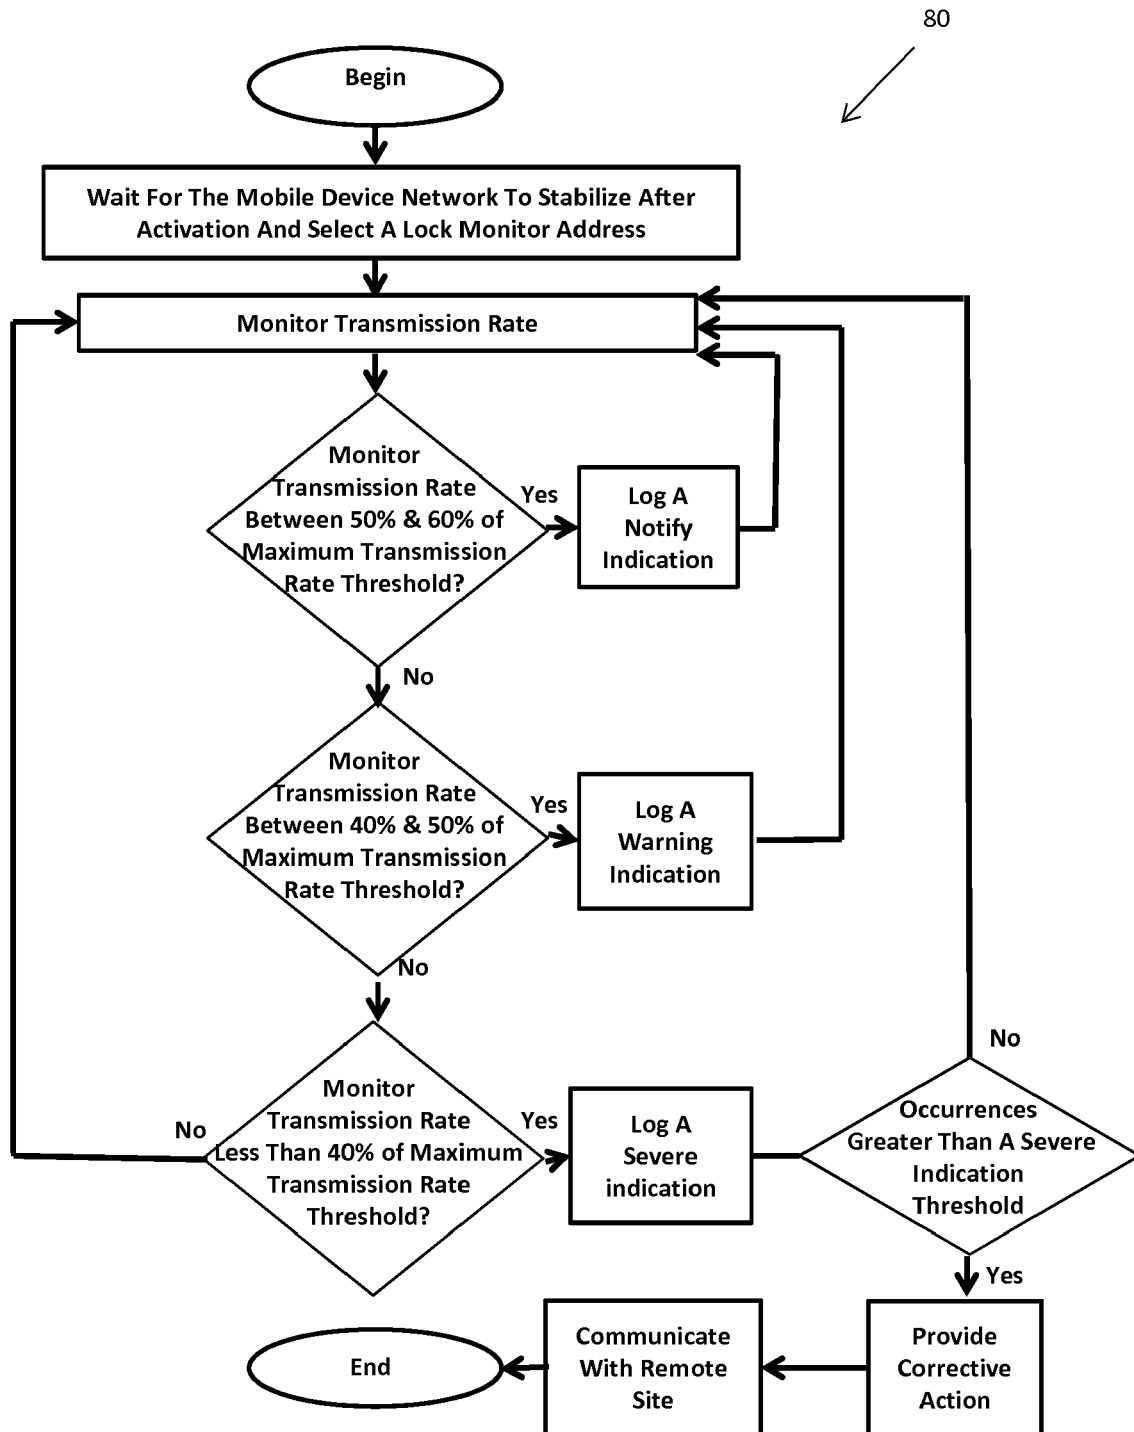 80
Begin
Wait For The Mobile Device Network To Stabilize After
Activation And Select A Lock Monitor Address
Monitor Transmission Rate
Monitor
Transmission Rate
Between 50% & 60% of
Maximum Transmission
Rate Threshold?
Yes
Log A
Notify
Indication
No
Monitor
Transmission Rate
Between 40% & 50% of
Maximum Transmission
Rate Threshold?
Yes
Log A
Warning
Indication
No
Monitor
Transmission Rate
Less Than 40% of Maximum
Transmission Rate
Threshold?
No
Yes
Log A
Severe
indication
Occurrences
Greater Than A Severe
Indication
Threshold
No
Yes
Provide
Corrective
Action
Communicate
With Remote
Site
End